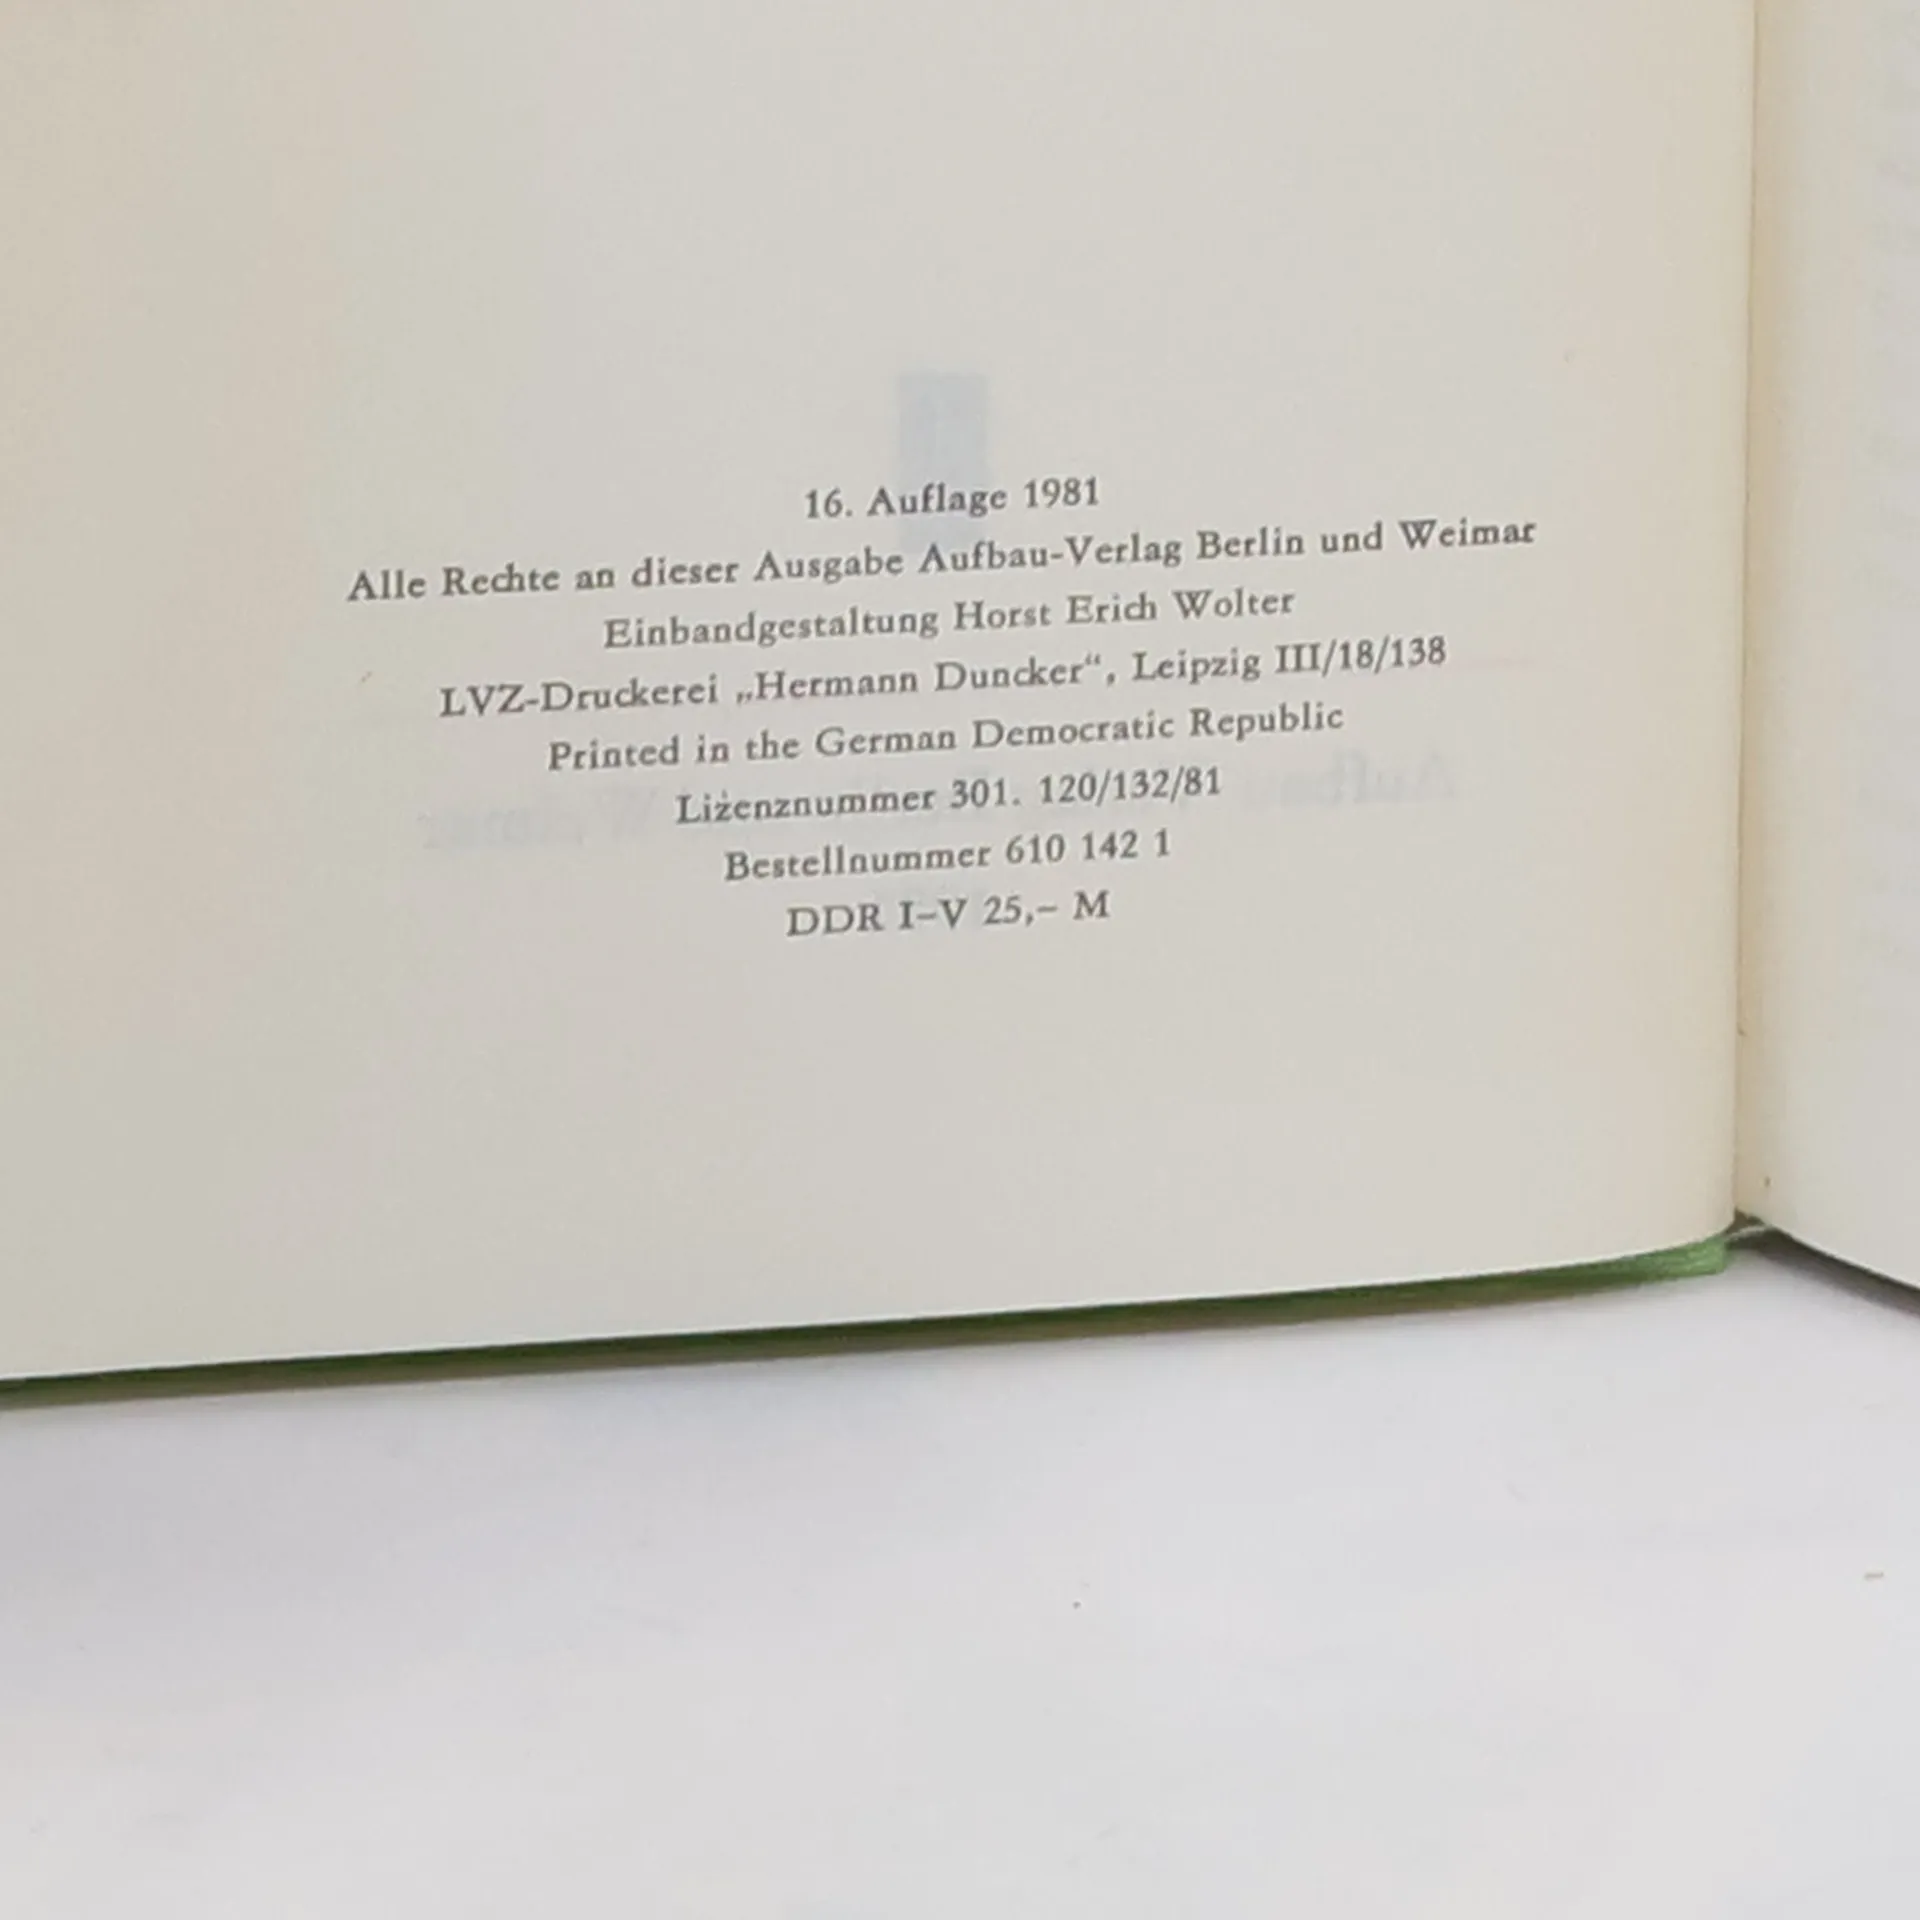 16. Auflage 1981
Alle Rechte an dieser Ausgabe Aufbau-Verlag Berlin und Weimar
Einbandgestaltung Horst Erich Wolter
LVZ-Druckerei „Hermann Duncker“, Leipzig III/18/138
Printed in the German Democratic Republic
Lizenznummer 301. 120/132/81
Bestellnummer 610 142 1
DDR I–V 25,– M